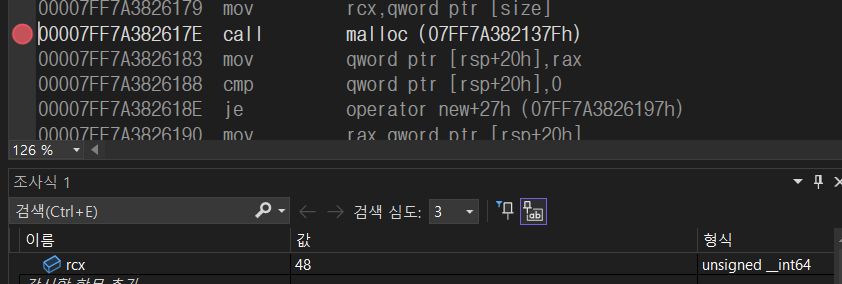 00007FF7A3826179 mov rcx,qword ptr [size]
00007FF7A382617E call malloc (07FF7A382137Fh)
00007FF7A3826183 mov qword ptr [rsp+20h],rax
00007FF7A3826188 cmp qword ptr [rsp+20h],0
00007FF7A382618E je operator new+27h (07FF7A3826197h)
00007FF7A3826190 mov rax,qword ptr [rsp+20h]
126 %
조사식 1
검색(Ctrl+E) 검색 심도: 3
이름 값 형식
rcx 48 unsigned __int64